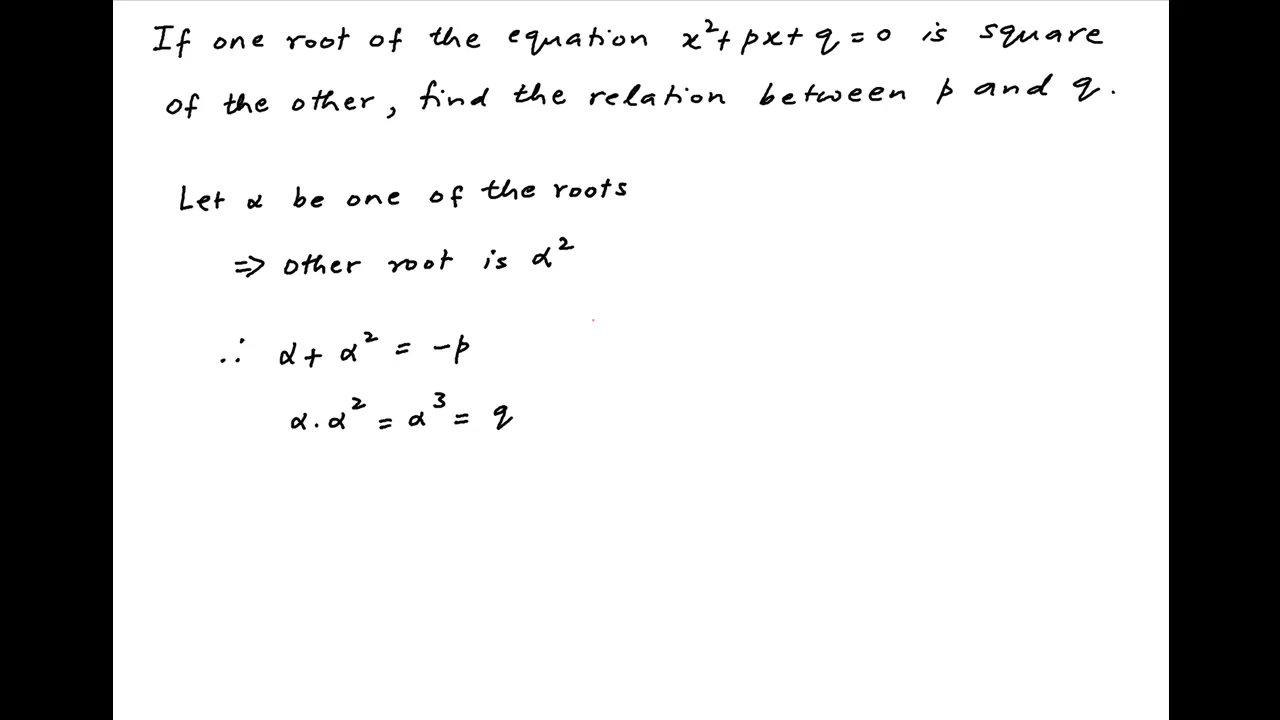 If one root of the equation x²+px+q=0 is square
of the other, find the relation between p and q.
Let α be one of the roots
⇒ other root is α²
∴ α+α² = -p
α.α² = α³ = q